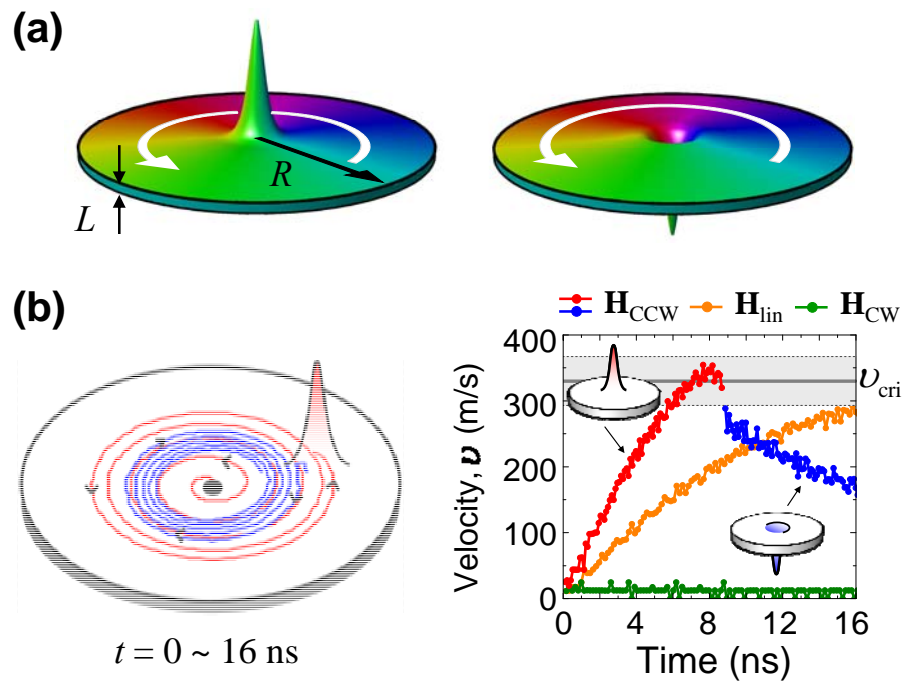 (a)
R
L
(b)
t = 0 ~ 16 ns
H_CCW H_lin H_CW
400
300
200
100
0
Velocity, υ (m/s)
υ_cri
0 4 8 12 16
Time (ns)